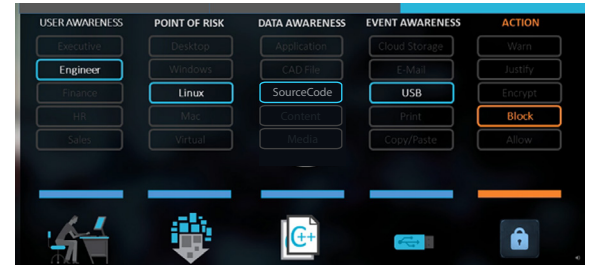 USER AWARENESS POINT OF RISK DATA AWARENESS EVENT AWARENESS ACTION
Executive Desktop Application Cloud Storage Warn
Engineer Windows CAD File E-Mail Justify
Finance Linux SourceCode USB Encrypt
HR Mac Content Print Block
Sales Virtual Media Copy/Paste Allow
C++